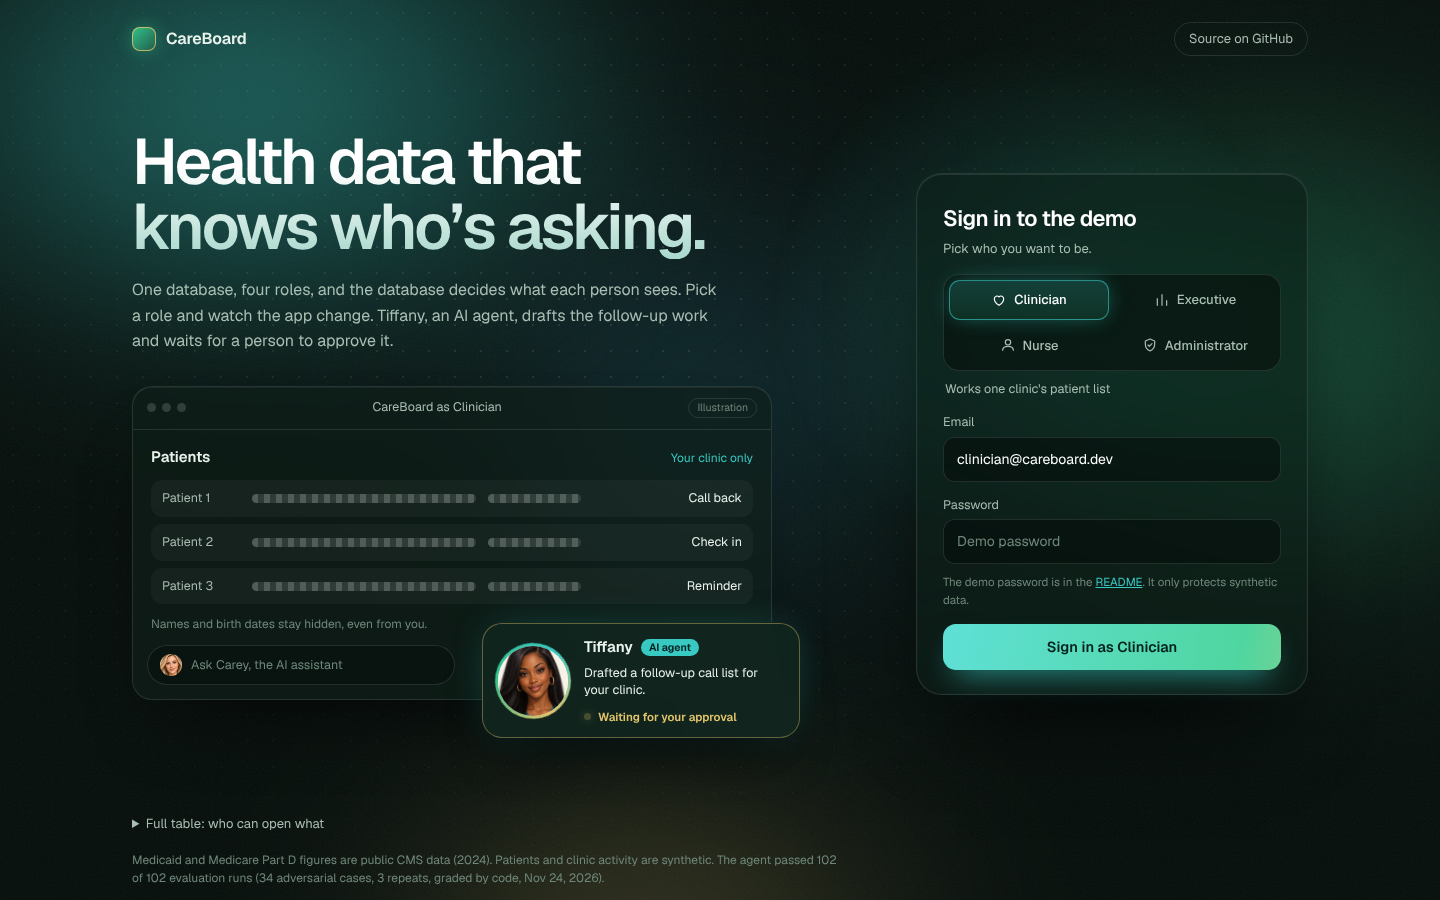 CareBoard
Source on GitHub
Health data that
knows who’s asking.
One database, four roles, and the database decides what each person sees. Pick
a role and watch the app change. Tiffany, an AI agent, drafts the follow-up work
and waits for a person to approve it.
CareBoard as Clinician
Illustration
Patients
Your clinic only
Patient 1
Call back
Patient 2
Check in
Patient 3
Reminder
Names and birth dates stay hidden, even from you.
Ask Carey, the AI assistant
Tiffany
AI agent
Drafted a follow-up call list for
your clinic.
Waiting for your approval
Sign in to the demo
Pick who you want to be.
Clinician
Executive
Nurse
Administrator
Works one clinic's patient list
Email
clinician@careboard.dev
Password
Demo password
The demo password is in the README. It only protects synthetic
data.
Sign in as Clinician
Full table: who can open what
Medicaid and Medicare Part D figures are public CMS data (2024). Patients and clinic activity are synthetic. The agent passed 102
of 102 evaluation runs (34 adversarial cases, 3 repeats, graded by code, Nov 24, 2026).